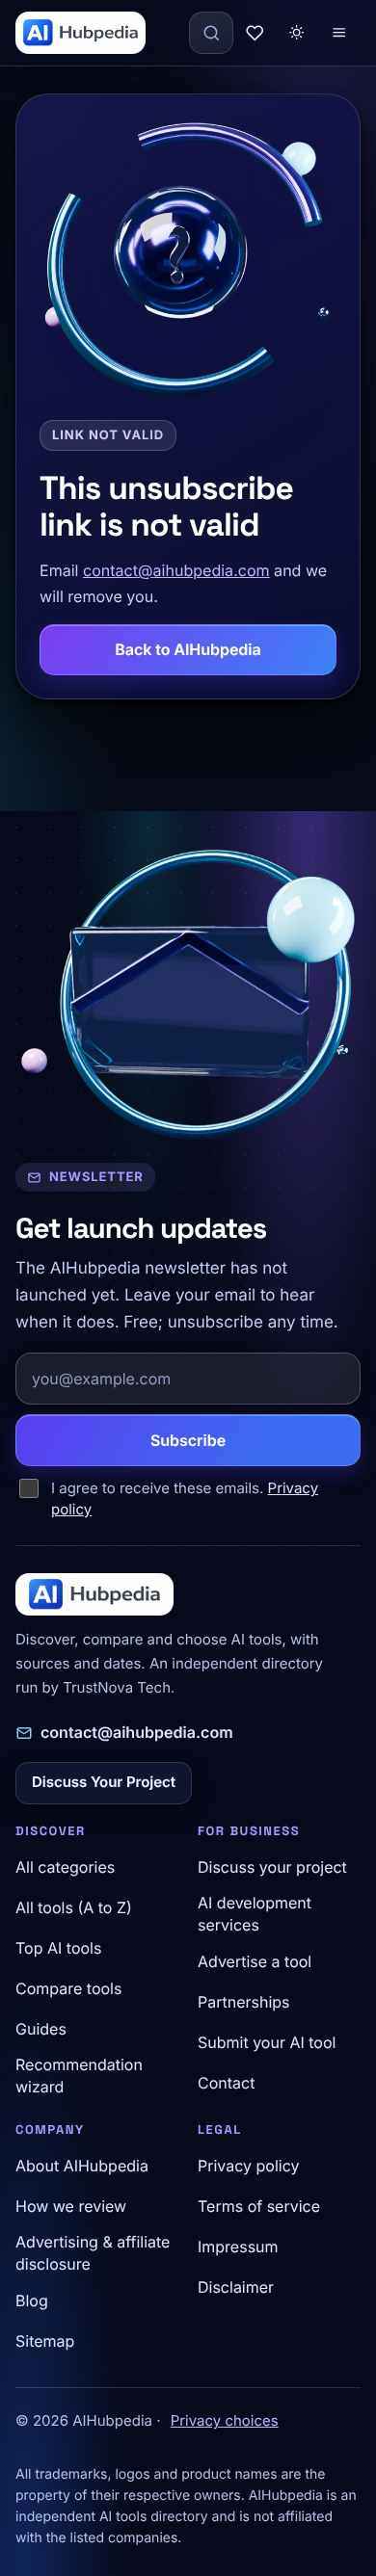 AI Hubpedia
?
LINK NOT VALID
This unsubscribe
link is not valid
Email contact@aihubpedia.com and we
will remove you.
Back to AIHubpedia
NEWSLETTER
Get launch updates
The AIHubpedia newsletter has not
launched yet. Leave your email to hear
when it does. Free; unsubscribe any time.
you@example.com
Subscribe
I agree to receive these emails. Privacy
policy
AI Hubpedia
Discover, compare and choose AI tools, with
sources and dates. An independent directory
run by TrustNova Tech.
contact@aihubpedia.com
Discuss Your Project
DISCOVER
All categories
All tools (A to Z)
Top AI tools
Compare tools
Guides
Recommendation
wizard
FOR BUSINESS
Discuss your project
AI development
services
Advertise a tool
Partnerships
Submit your AI tool
Contact
COMPANY
About AIHubpedia
How we review
Advertising & affiliate
disclosure
Blog
Sitemap
LEGAL
Privacy policy
Terms of service
Impressum
Disclaimer
© 2026 AIHubpedia · Privacy choices
All trademarks, logos and product names are the
property of their respective owners. AIHubpedia is an
independent AI tools directory and is not affiliated
with the listed companies.